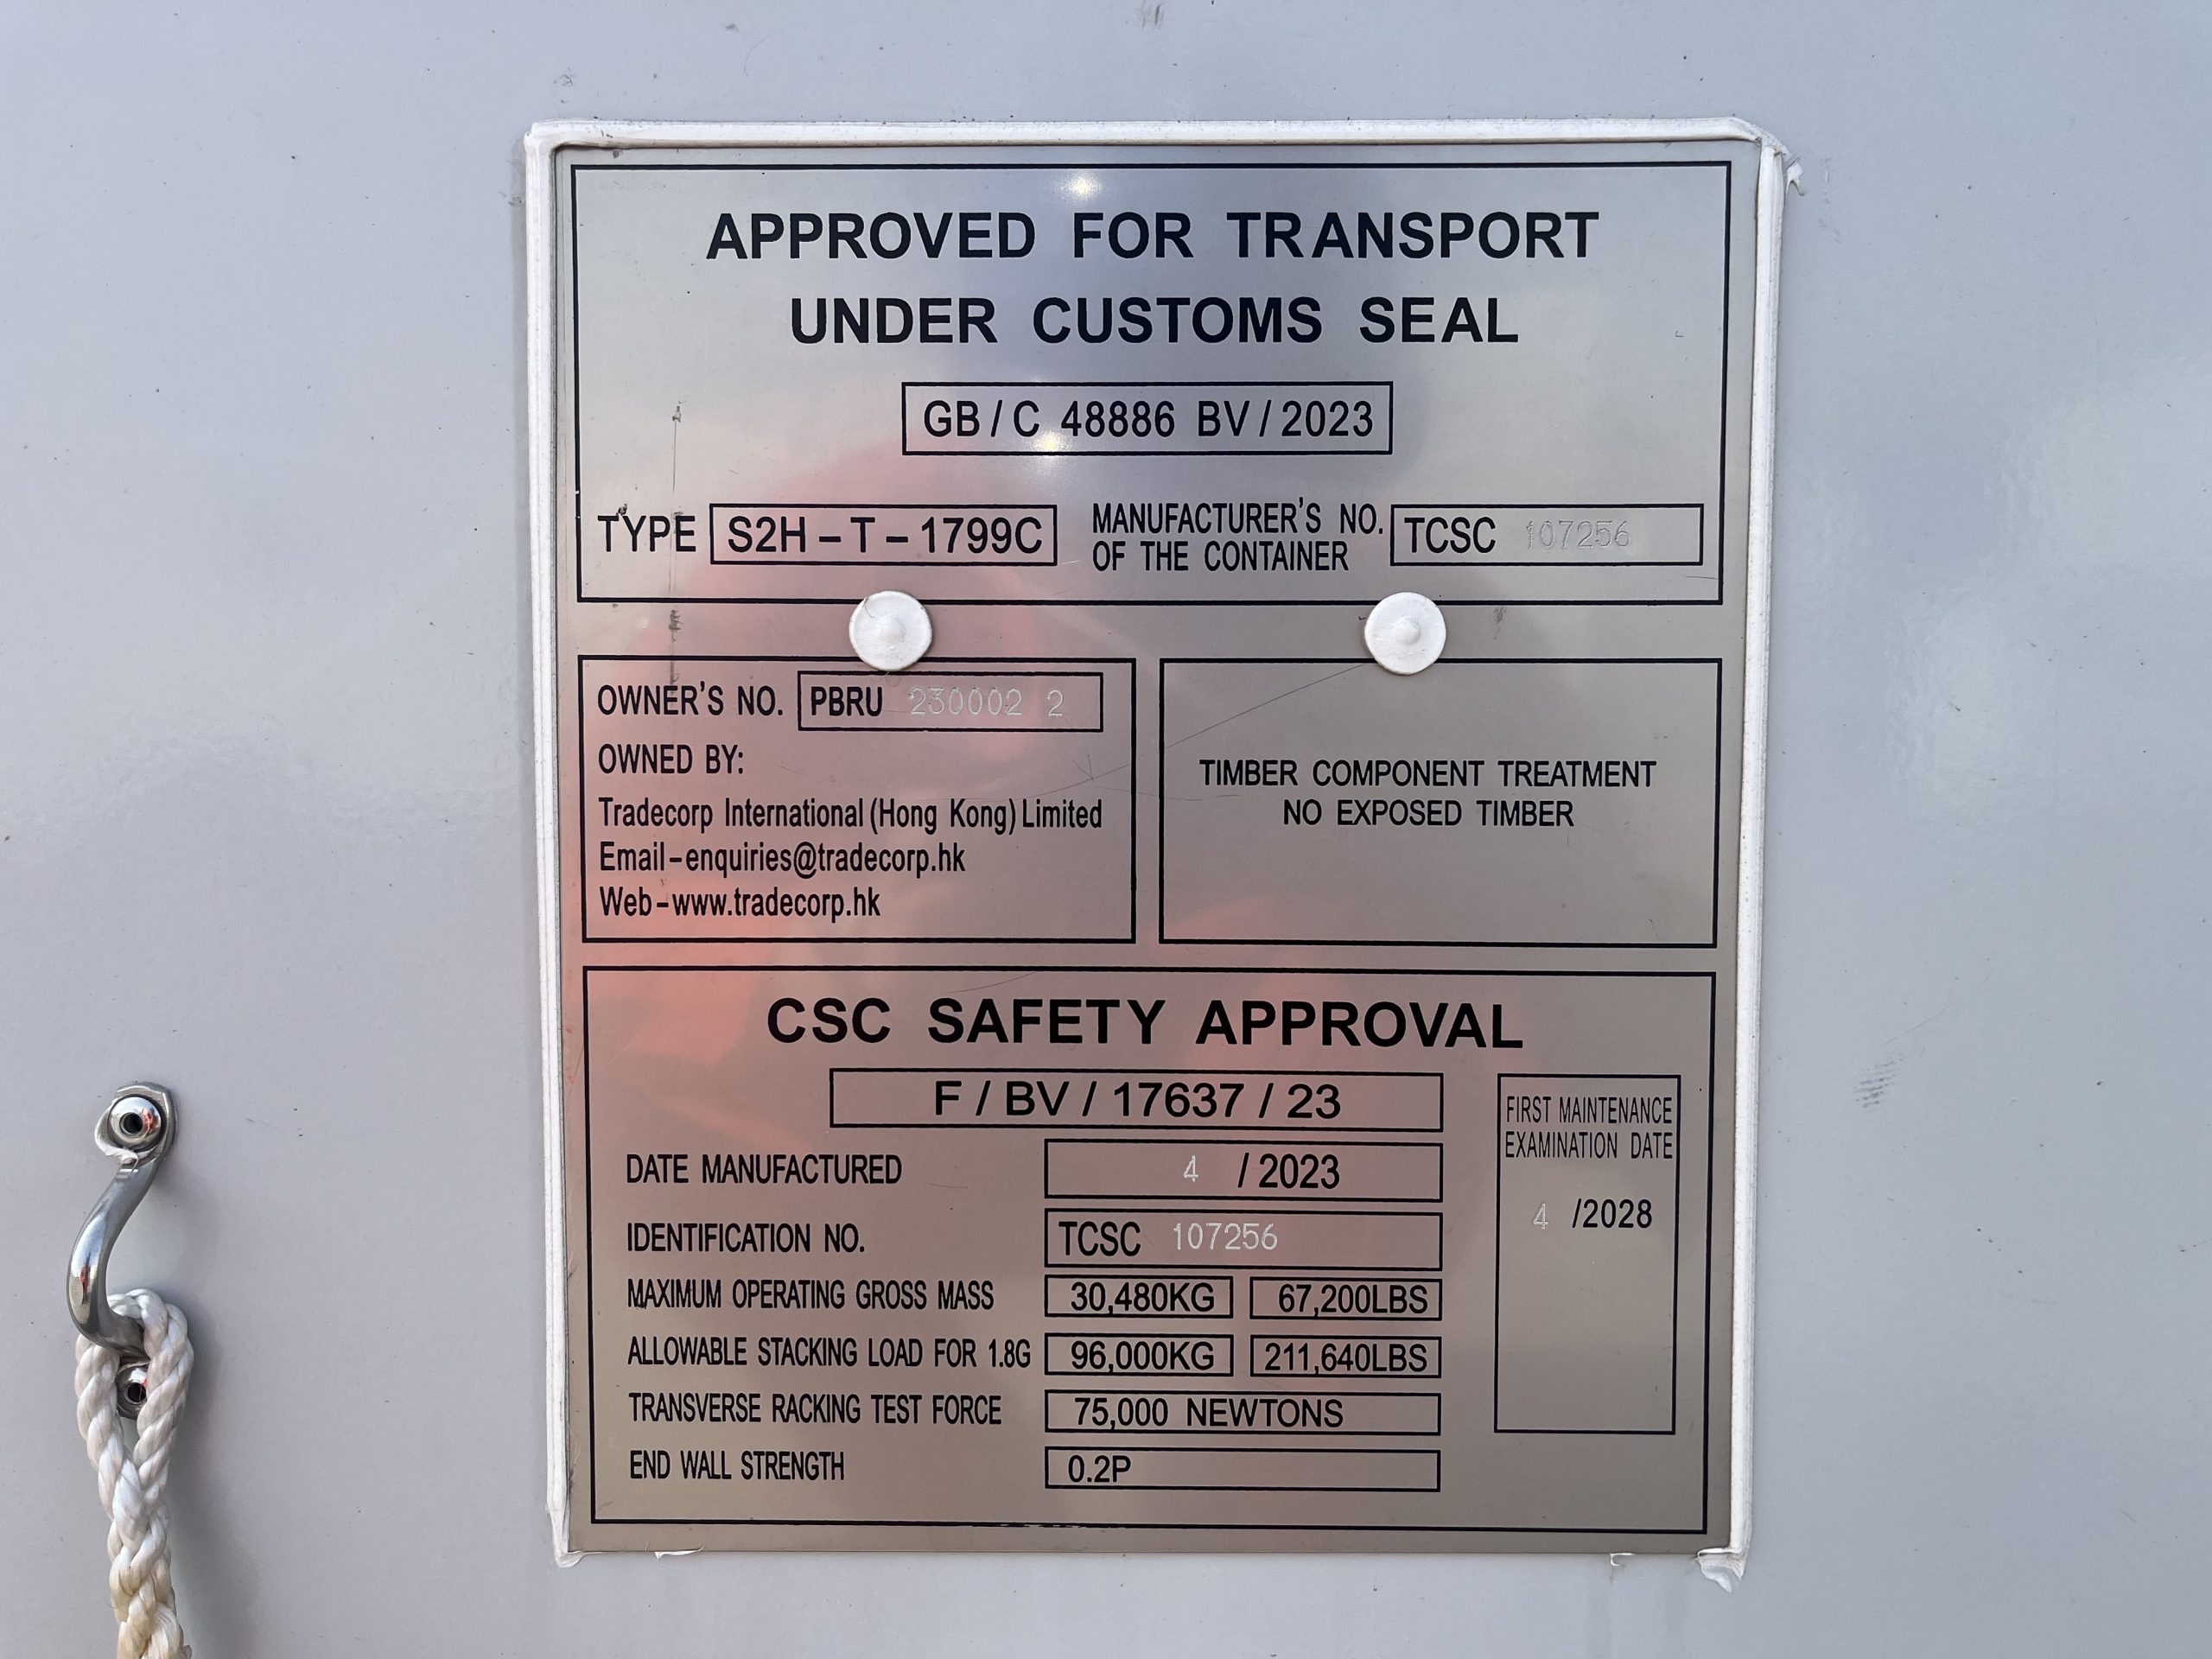 APPROVED FOR TRANSPORT
UNDER CUSTOMS SEAL
GB/C 48886 BV/2023
TYPE S2H-T-1799C MANUFACTURER'S NO. OF THE CONTAINER TCSC 107256
OWNER'S NO. PBRU 230002 2
OWNED BY:
Tradecorp International (Hong Kong) Limited
Email-enquiries@tradecorp.hk
Web-www.tradecorp.hk
TIMBER COMPONENT TREATMENT
NO EXPOSED TIMBER
CSC SAFETY APPROVAL
F/BV/17637/23
DATE MANUFACTURED 4 /2023
IDENTIFICATION NO. TCSC 107256
MAXIMUM OPERATING GROSS MASS 30,480KG 67,200LBS
ALLOWABLE STACKING LOAD FOR 1.8G 96,000KG 211,640LBS
TRANSVERSE RACKING TEST FORCE 75,000 NEWTONS
END WALL STRENGTH 0.2P
FIRST MAINTENANCE
EXAMINATION DATE
4 /2028